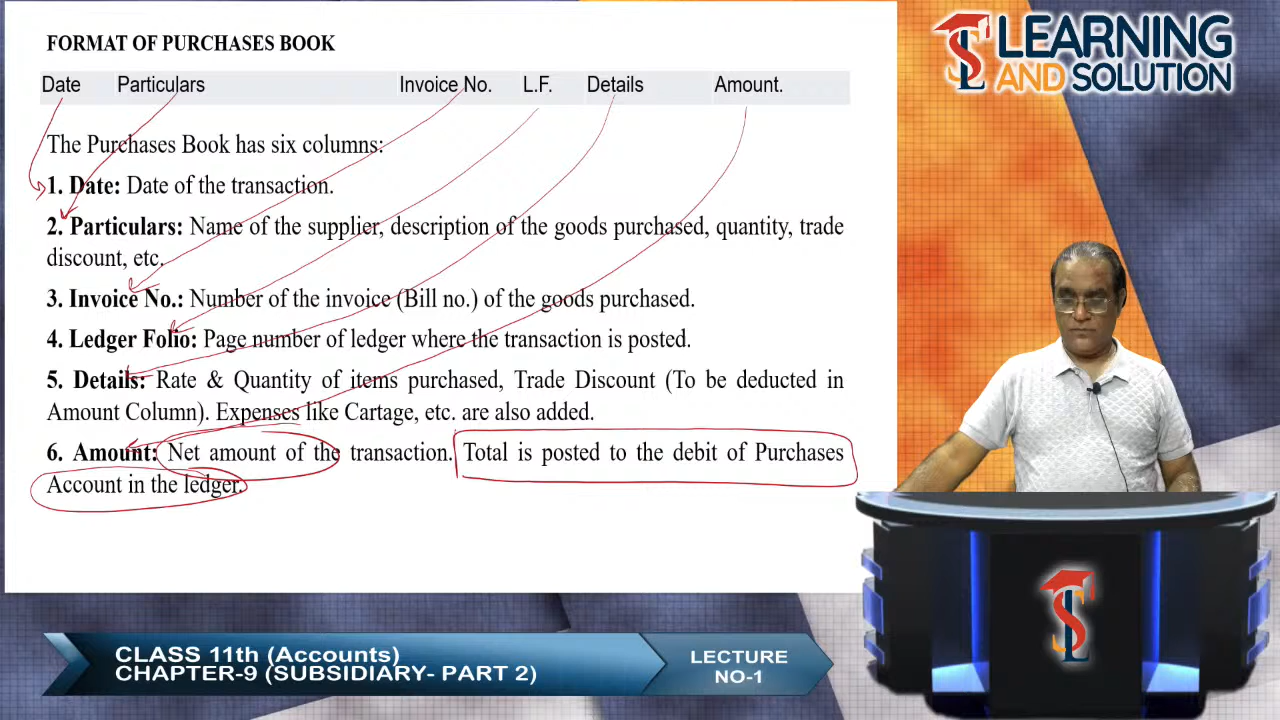 FORMAT OF PURCHASES BOOK
Date Particulars Invoice No. L.F. Details Amount.
The Purchases Book has six columns:
1. Date: Date of the transaction.
2. Particulars: Name of the supplier, description of the goods purchased, quantity, trade
discount, etc.
3. Invoice No.: Number of the invoice (Bill no.) of the goods purchased.
4. Ledger Folio: Page number of ledger where the transaction is posted.
5. Details: Rate & Quantity of items purchased, Trade Discount (To be deducted in
Amount Column). Expenses like Cartage, etc. are also added.
6. Amount: Net amount of the transaction. Total is posted to the debit of Purchases
Account in the ledger.
SL LEARNING
AND SOLUTION
SL
CLASS 11th (Accounts)
CHAPTER-9 (SUBSIDIARY- PART 2)
LECTURE
NO-1